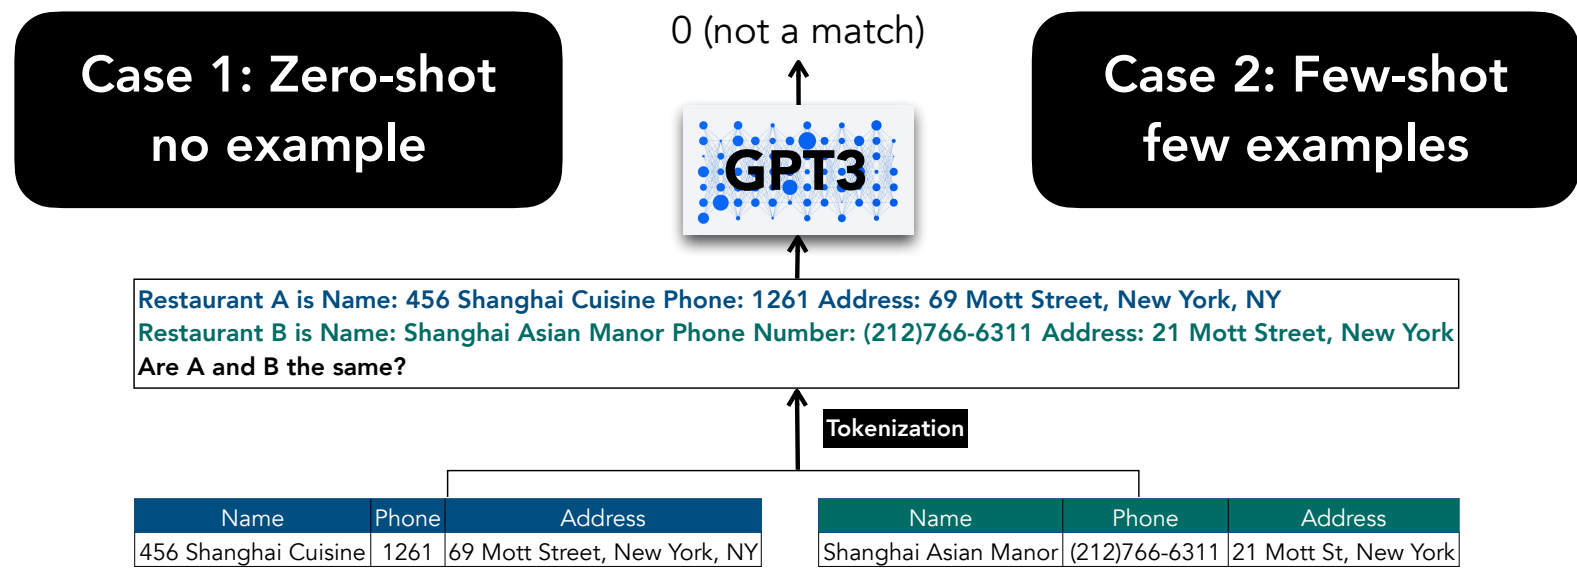 Case 1: Zero-shot
no example
0 (not a match)
Case 2: Few-shot
few examples
GPT3
Restaurant A is Name: 456 Shanghai Cuisine Phone: 1261 Address: 69 Mott Street, New York, NY
Restaurant B is Name: Shanghai Asian Manor Phone Number: (212)766-6311 Address: 21 Mott Street, New York
Are A and B the same?
Tokenization
Name Phone Address
456 Shanghai Cuisine 1261 69 Mott Street, New York, NY
Name Phone Address
Shanghai Asian Manor (212)766-6311 21 Mott St, New York